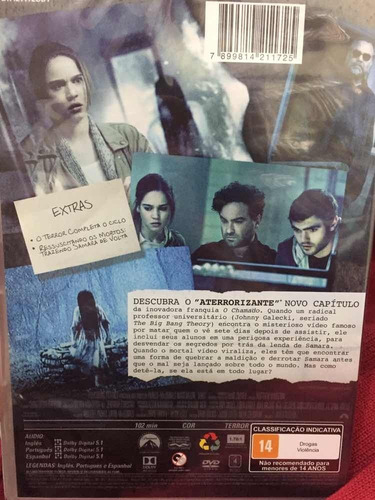 7 899814 211725
EXTRAS
• O TERROR COMPLETA O CICLO
• RESSUSCITANDO OS MORTOS:
TRAZENDO SAMARA DE VOLTA
DESCUBRA O "ATERRORIZANTE" NOVO CAPÍTULO
da inovadora franquia O Chamado. Quando um radical
professor universitário (Johnny Galecki, seriado
The Big Bang Theory) encontra o misterioso vídeo famoso
por matar quem o vê sete dias depois de assistir, ele
inclui seus alunos em uma perigosa experiência, para
desvendar os segredos por trás da lenda de Samara.
Quando o mortal vídeo viraliza, eles têm que encontrar
uma forma de quebrar a maldição e derrotar Samara antes
que o mal seja lançado sobre todo o mundo. Mas como
detê-la, se ela está em todo lugar?
102 min COR TERROR
ÁUDIO
Inglês Dolby Digital 5.1
Português Dolby Digital 5.1
Espanhol Dolby Digital 5.1
LEGENDAS: Inglês, Português e Espanhol
DOLBY
DVD
4
CLASSIFICAÇÃO INDICATIVA
14
Drogas
Violência
Não recomendado para
menores de 14 ANOS